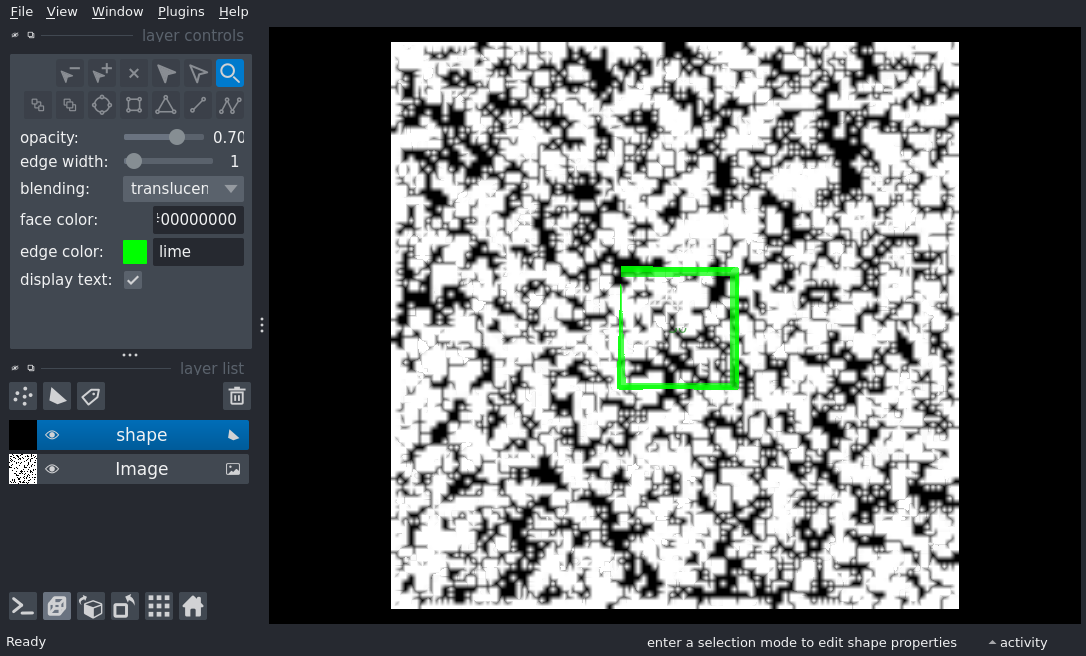 File View Window Plugins Help
layer controls
opacity: 0.70
edge width: 1
blending: translucen
face color: 00000000
edge color: lime
display text:
layer list
shape
Image
Ready
enter a selection mode to edit shape properties
activity